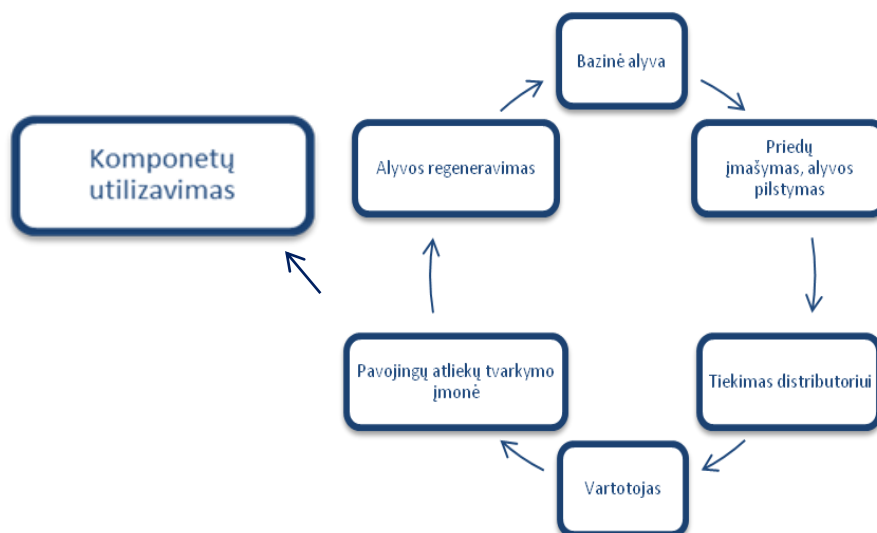 Bazinė alyva
Komponetų
utilizavimas
Alyvos regeneravimas
Priedų
įmašymas, alyvos
pilstymas
Pavojingų atliekų tvarkymo
įmonė
Tiekimas distributoriui
Vartotojas